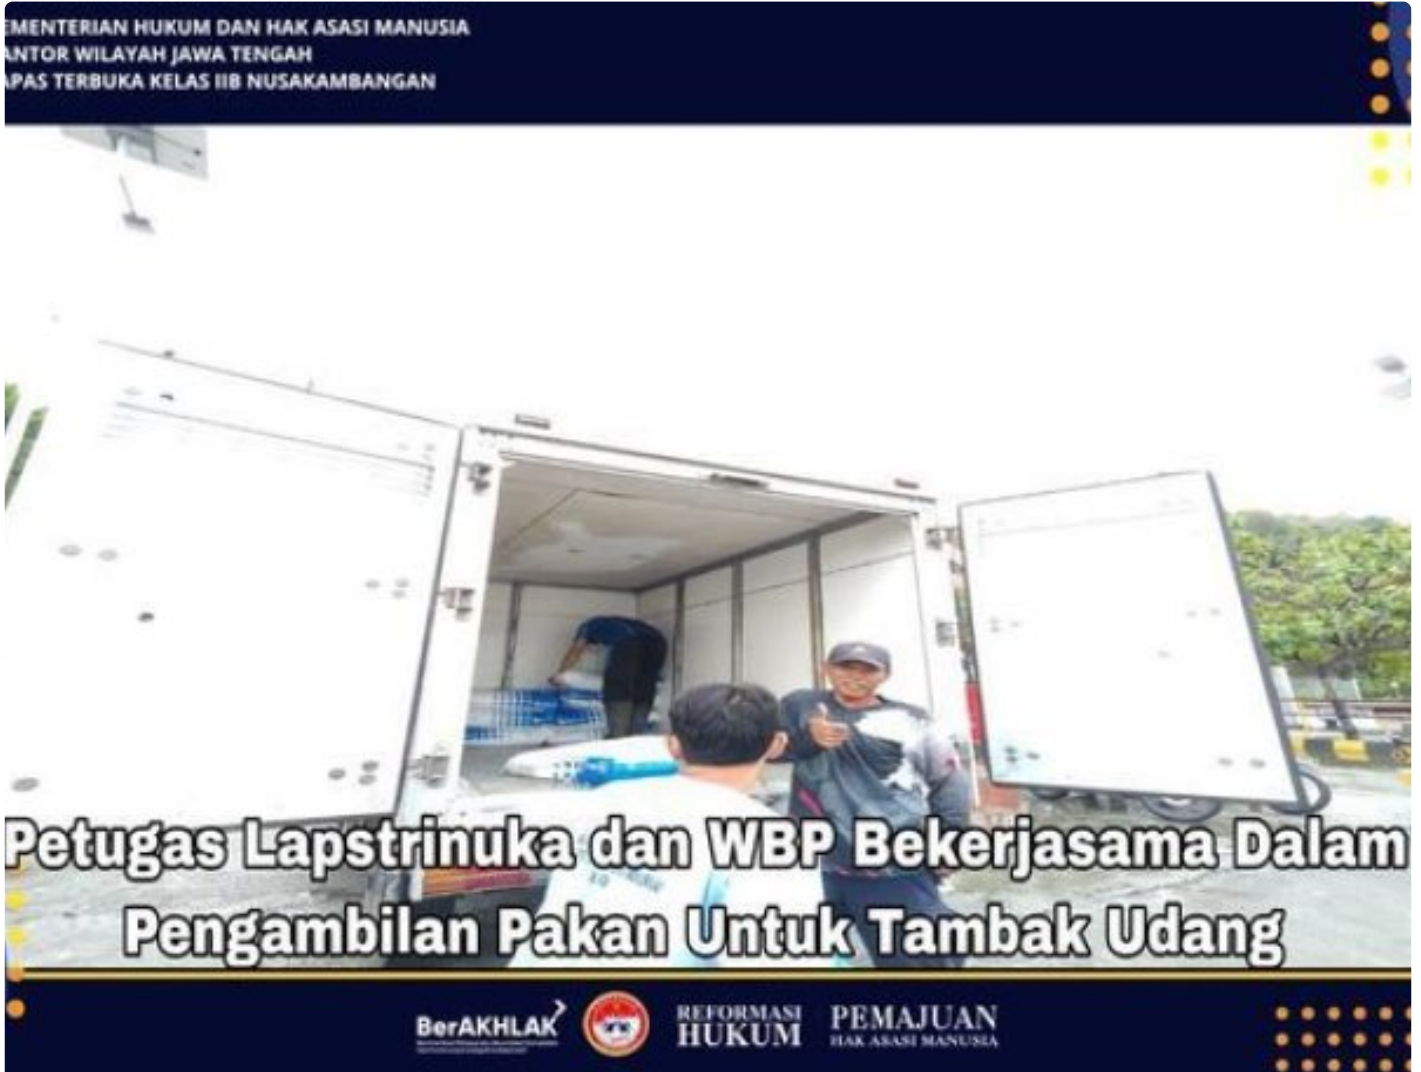 EMENTERIAN HUKUM DAN HAK ASASI MANUSIA
ANTOR WILAYAH JAWA TENGAH
APAS TERBUKA KELAS IIB NUSAKAMBANGAN
Petugas Lapstrinuka dan WBP Bekerjasama Dalam
Pengambilan Pakan Untuk Tambak Udang
BerAKHLAK
REFORMASI
HUKUM
PEMAJUAN
HAK ASASI MANUSIA